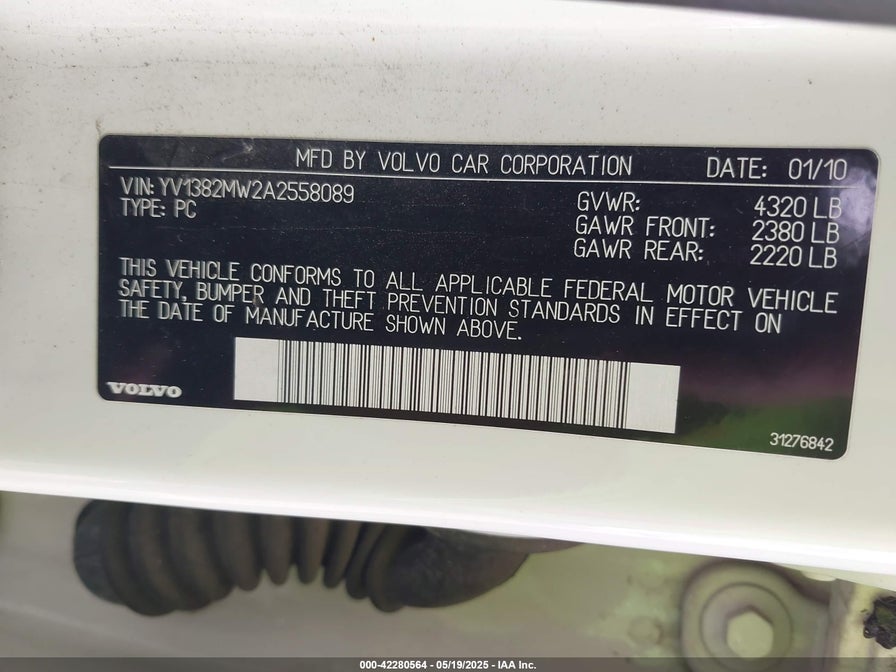 MFD BY VOLVO CAR CORPORATION DATE: 01/10
VIN: YV1382MW2A2558089
TYPE: PC
GVWR: 4320 LB
GAWR FRONT: 2380 LB
GAWR REAR: 2220 LB
THIS VEHICLE CONFORMS TO ALL APPLICABLE FEDERAL MOTOR VEHICLE
SAFETY, BUMPER AND THEFT PREVENTION STANDARDS IN EFFECT ON
THE DATE OF MANUFACTURE SHOWN ABOVE.
VOLVO
31276842
000-42280564 - 05/19/2025 - IAA Inc.